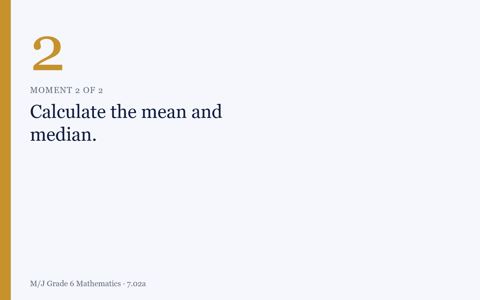 2
MOMENT 2 OF 2
Calculate the mean and
median.
M/J Grade 6 Mathematics · 7.02a